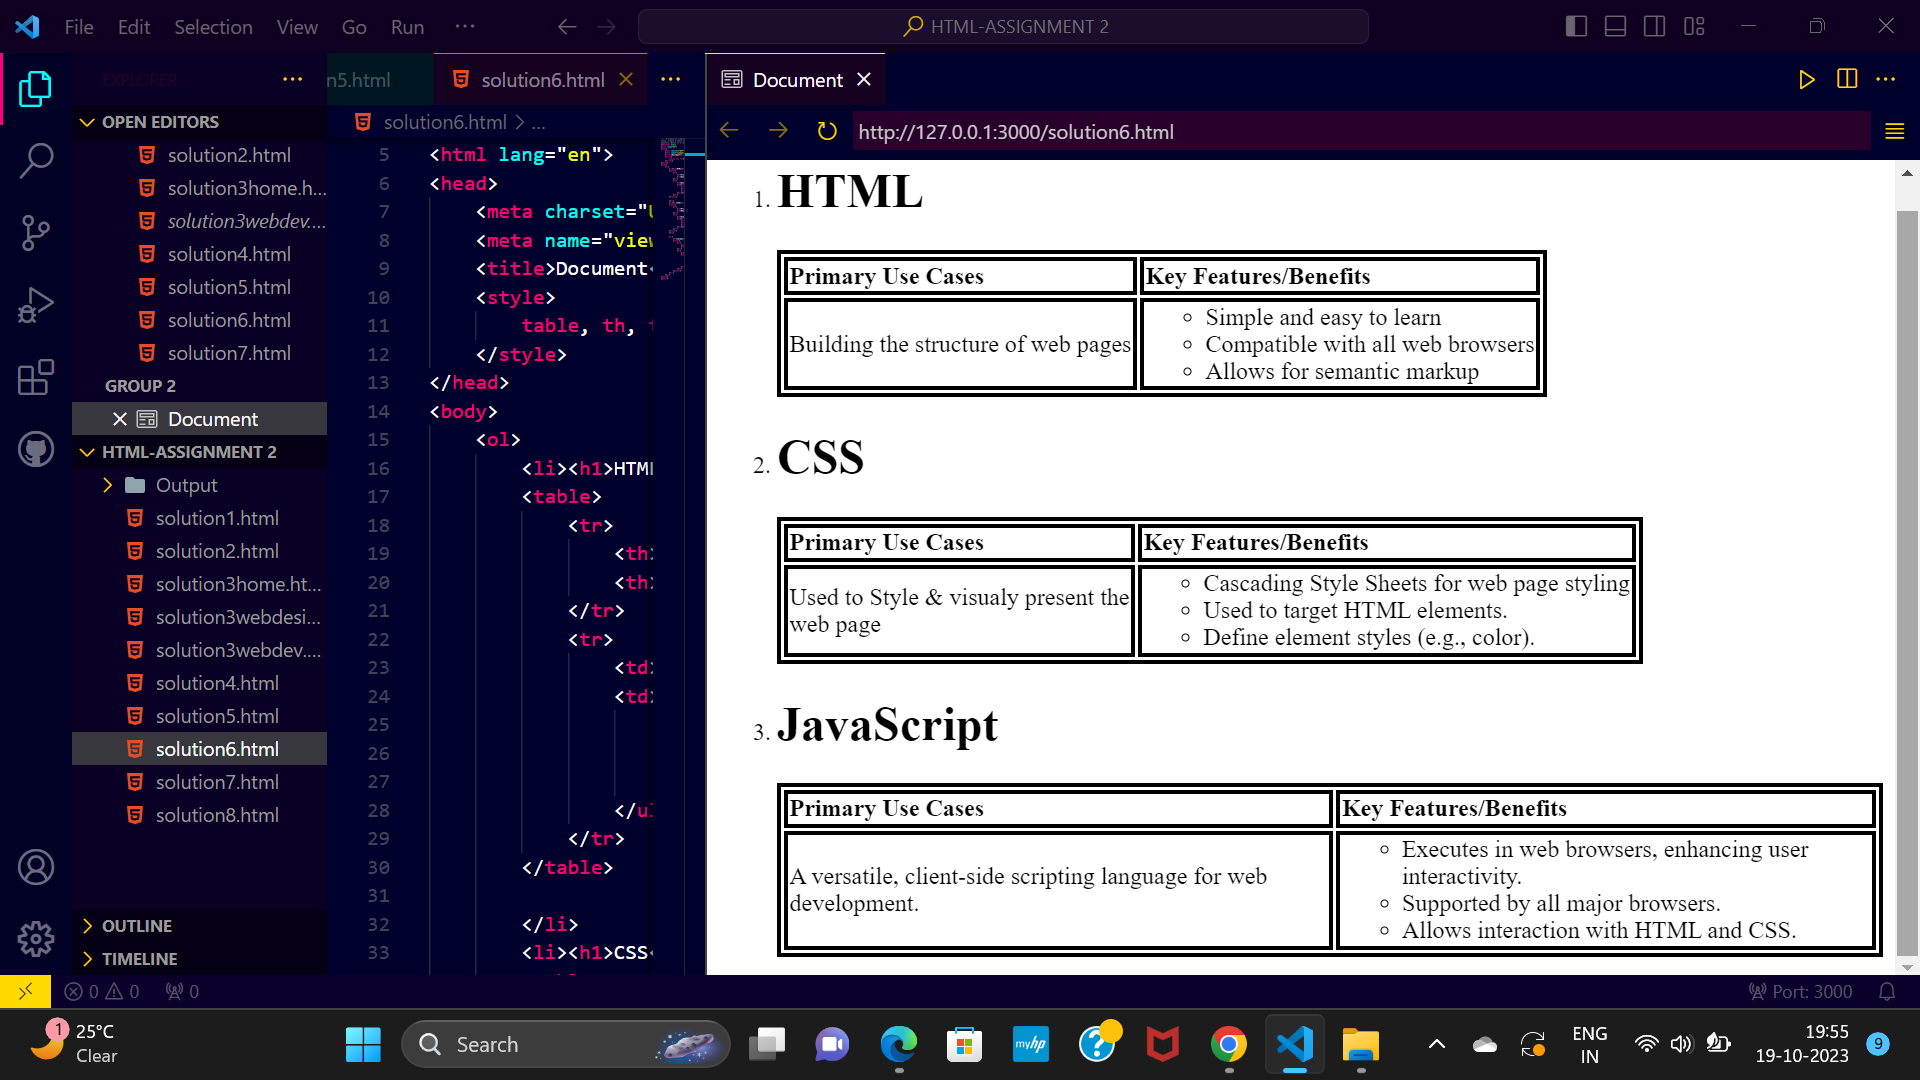 File Edit Selection View Go Run ···
HTML-ASSIGNMENT 2
EXPLORER
OPEN EDITORS
solution2.html
solution3home.h...
solution3webdev....
solution4.html
solution5.html
solution6.html
solution7.html
GROUP 2
Document
HTML-ASSIGNMENT 2
Output
solution1.html
solution2.html
solution3home.ht...
solution3webdesi...
solution3webdev....
solution4.html
solution5.html
solution6.html
solution7.html
solution8.html
OUTLINE
TIMELINE
n5.html
solution6.html
solution6.html > ...
5 <html lang="en">
6 <head>
7 <meta charset="U
8 <meta name="view
9 <title>Document<
10 <style>
11 table, th, t
12 </style>
13 </head>
14 <body>
15 <ol>
16 <li><h1>HTML
17 <table>
18 <tr>
19 <th>
20 <th>
21 </tr>
22 <tr>
23 <td>
24 <td>
25
26
27
28 </ul
29 </tr>
30 </table>
31
32 </li>
33 <li><h1>CSS<
Document
http://127.0.0.1:3000/solution6.html
1. HTML
Primary Use Cases Key Features/Benefits
Building the structure of web pages
Simple and easy to learn
Compatible with all web browsers
Allows for semantic markup
2. CSS
Primary Use Cases Key Features/Benefits
Used to Style & visualy present the
web page
Cascading Style Sheets for web page styling
Used to target HTML elements.
Define element styles (e.g., color).
3. JavaScript
Primary Use Cases Key Features/Benefits
A versatile, client-side scripting language for web
development.
Executes in web browsers, enhancing user
interactivity.
Supported by all major browsers.
Allows interaction with HTML and CSS.
0 0 0
Port: 3000
1
25°C
Clear
Search
myhp
ENG
IN
19:55
19-10-2023
9